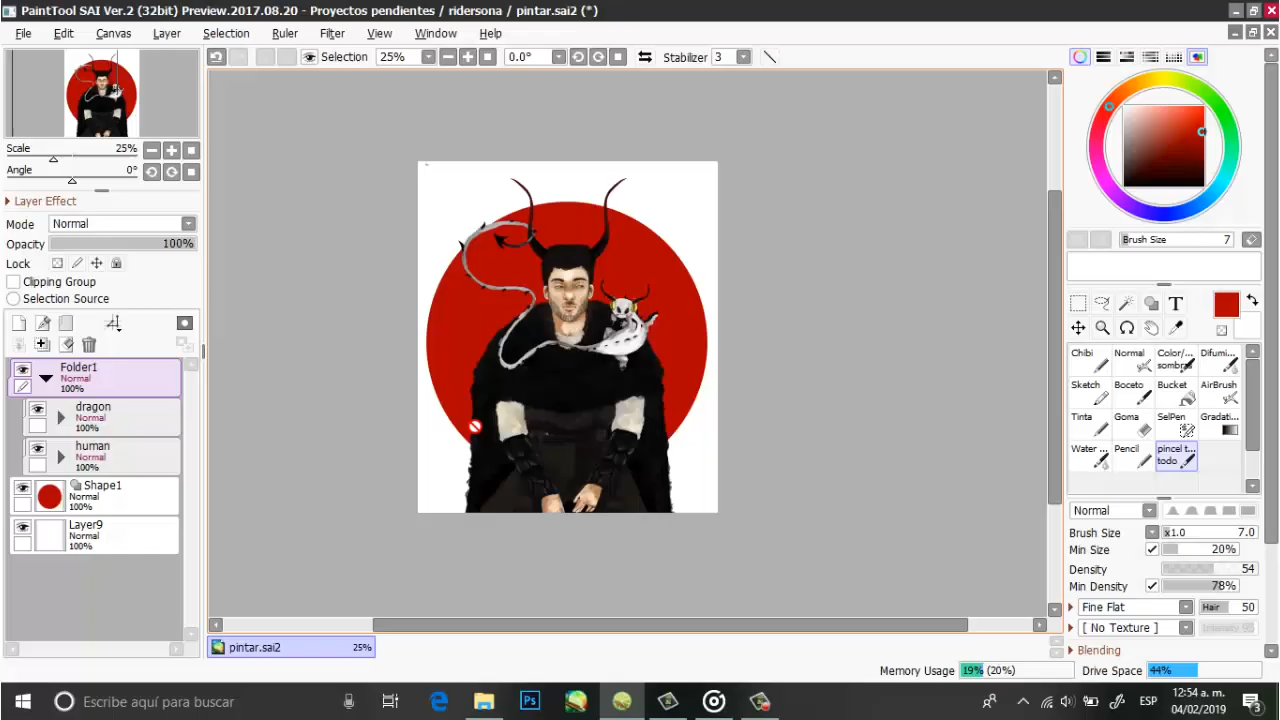 PaintTool SAI Ver.2 (32bit) Preview.2017.08.20 - Proyectos pendientes / ridersona / pintar.sai2 (*)
File Edit Canvas Layer Selection Ruler Filter View Window Help
Selection 25% 0.0° Stabilizer 3
Scale 25%
Angle 0°
Layer Effect
Mode Normal
Opacity 100%
Lock
Clipping Group
Selection Source
Folder1
Normal
100%
dragon
Normal
100%
human
Normal
100%
Shape1
Normal
100%
Layer9
Normal
100%
pintar.sai2 25%
Brush Size 7
T
Chibi Normal Color/... sombra Difumi...
Sketch Boceto Bucket AirBrush
Tinta Goma SelPen Gradati...
Water ... Pencil pincel t... todo
Normal
Brush Size x1.0 7.0
Min Size 20%
Density 54
Min Density 78%
Fine Flat Hair 50
[ No Texture ]
Blending
Memory Usage 19% (20%) Drive Space 44%
Escribe aquí para buscar
Ps
ESP
12:54 a. m.
04/02/2019
3